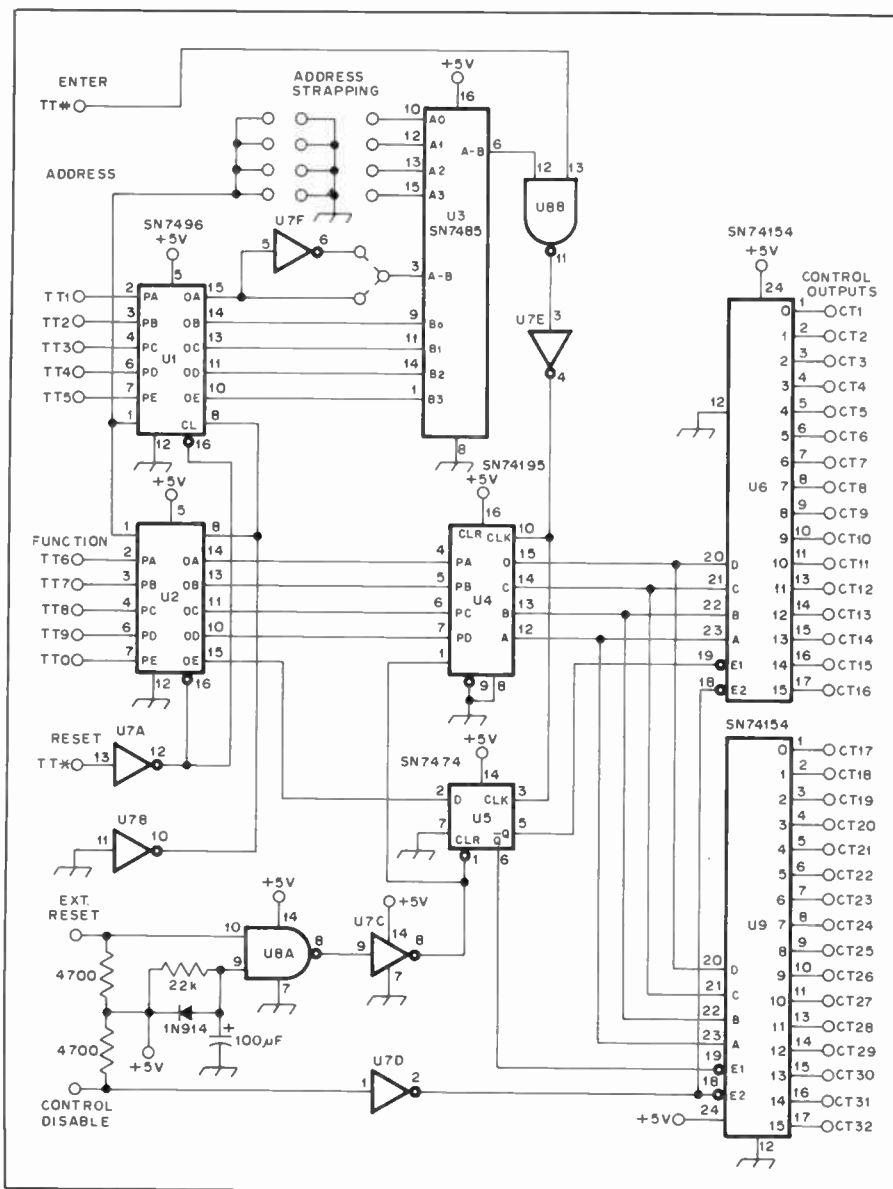 ENTER
TT#
ADDRESS
STRAPPING
+5V
16
10 A0
12 A1
13 A2
15 A3
A-B 6
12 13
U8B
11
U3
SN7485
ADDRESS
SN7496
+5V
5
U7F
5 6
3 A-B
TT1 2 PA OA 15
TT2 3 PB OB 14 9 B0
TT3 4 PC OC 13 11 B1
TT4 6 PD OD 11 14 B2
TT5 7 PE OE 10 1 B3
U1
1 CL 8
12 16
8
U7E 3
4
SN74154
+5V
24
CONTROL
OUTPUTS
0 1 CT1
1 2 CT2
2 3 CT3
3 4 CT4
4 5 CT5
5 6 CT6
6 7 CT7
7 8 CT8
8 9 CT9
9 10 CT10
10 11 CT11
11 13 CT12
12 14 CT13
13 15 CT14
14 16 CT15
15 17 CT16
12
U6
20 D
21 C
22 B
23 A
19 E1
18 E2
+5V
5
1 8
FUNCTION
TT6 2 PA OA 14
TT7 3 PB OB 13
TT8 4 PC OC 11
TT9 6 PD OD 10
TT0 7 PE OE 15
U2
12 16
SN74195
+5V
16
CLR CLK 10
4 PA O 15
5 PB C 14
6 PC B 13
7 PD A 12
U4
1
9 8
RESET
TT* 13 U7A 12
U7B
11 10
SN7474
+5V
14
2 D CLK 3
U5
7 Q 5
CLR Q 6
1
EXT.
RESET
4700
22k
1N914
100µF
+5V
4700
CONTROL
DISABLE
+5V
14
10
9
U8A 8
7
U7C
+5V
9 14 8
7
U7D
1 2
SN74154
0 1 CT17
1 2 CT18
2 3 CT19
3 4 CT20
4 5 CT21
5 6 CT22
6 7 CT23
7 8 CT24
8 9 CT25
9 10 CT26
10 11 CT27
11 13 CT28
12 14 CT29
13 15 CT30
14 16 CT31
15 17 CT32
U9
20 D
21 C
22 B
23 A
19 E1
18 E2
+5V 24
12